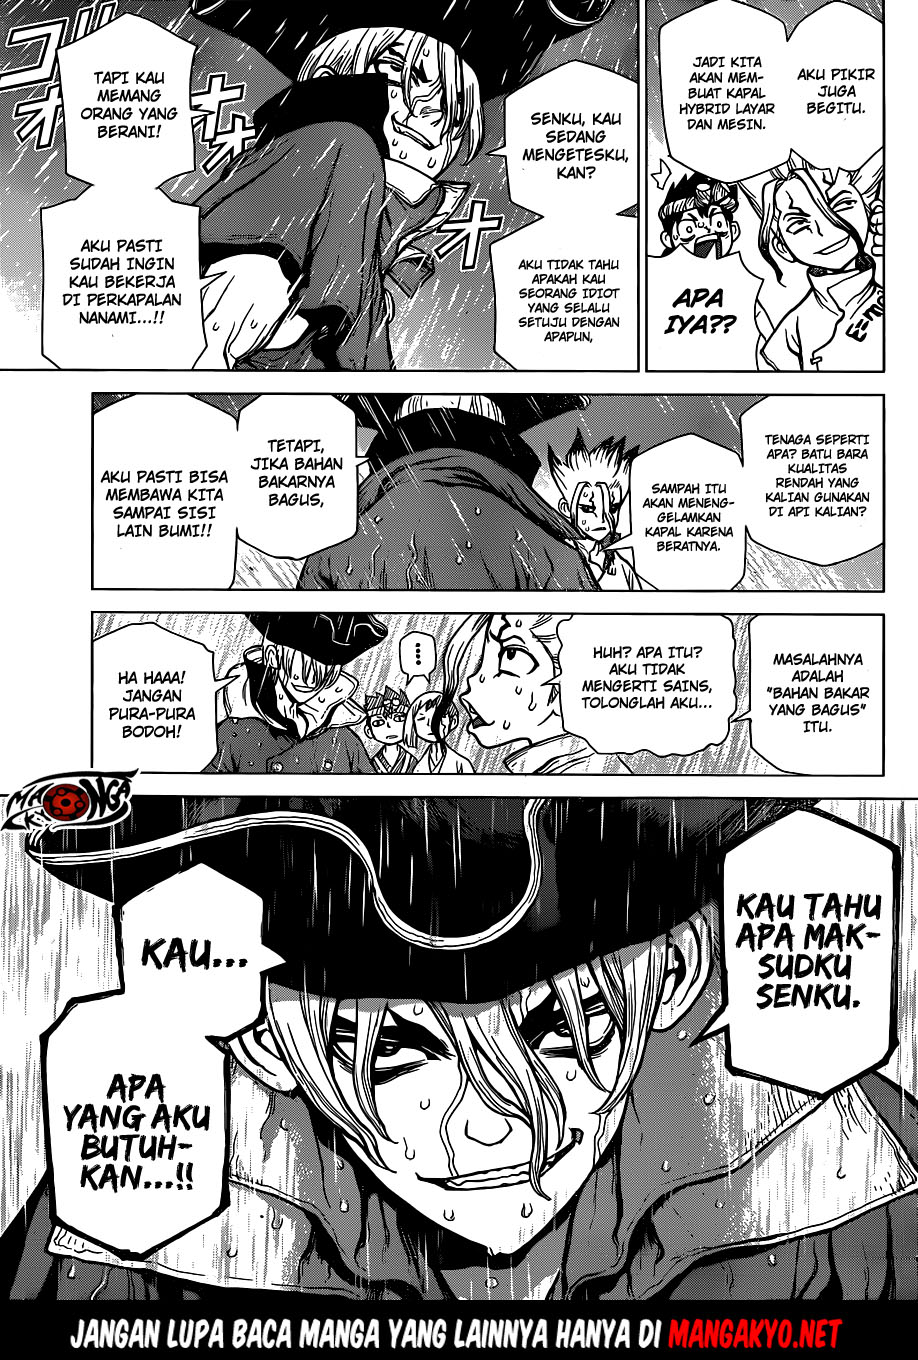 AKU PIKIR
JUGA
BEGITU.
JADI KITA
AKAN MEM-
BUAT KAPAL
HYBRID LAYAR
DAN MESIN.
APA
IYA??
SENKU, KAU
SEDANG
MENGETESKU,
KAN?
AKU TIDAK TAHU
APAKAH KAU
SEORANG IDIOT
YANG SELALU
SETUJU DENGAN
APAPUN,
TAPI KAU
MEMANG
ORANG YANG
BERANI!
AKU PASTI
SUDAH INGIN
KAU BEKERJA
DI PERKAPALAN
NANAMI...!!
ゴォオオオ
TENAGA SEPERTI
APA? BATU BARA
KUALITAS
RENDAH YANG
KALIAN GUNAKAN
DI API KALIAN?
SAMPAH ITU
AKAN MENENG-
GELAMKAN
KAPAL KARENA
BERATNYA.
TETAPI,
JIKA BAHAN
BAKARNYA
BAGUS,
AKU PASTI BISA
MEMBAWA KITA
SAMPAI SISI
LAIN BUMI!!
MASALAHNYA
ADALAH
"BAHAN BAKAR
YANG BAGUS"
ITU.
HUH? APA ITU?
AKU TIDAK
MENGERTI SAINS,
TOLONGLAH AKU...
HA HAAA!
JANGAN
PURA-PURA
BODOH!
MANGAKYO
KAU TAHU
APA MAK-
SUDKU
SENKU.
KAU...
APA
YANG AKU
BUTUH-
KAN...!!
JANGAN LUPA BACA MANGA YANG LAINNYA HANYA DI MANGAKYO.NET